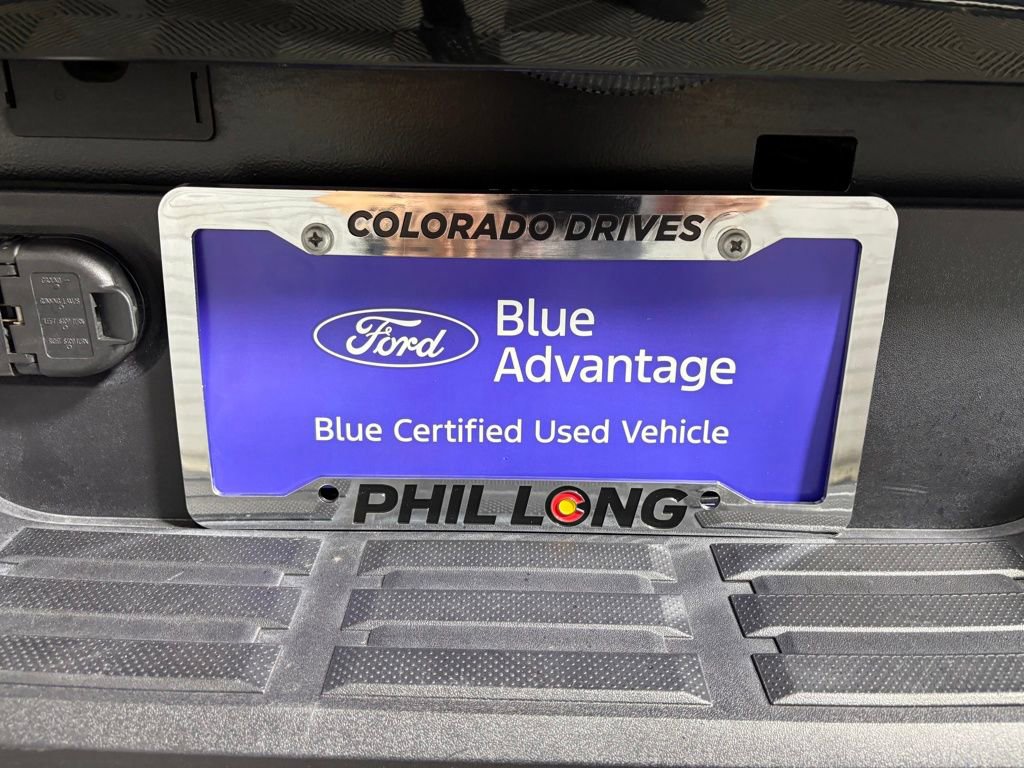 COLORADO DRIVES
Ford
Blue
Advantage
Blue Certified Used Vehicle
PHIL LONG